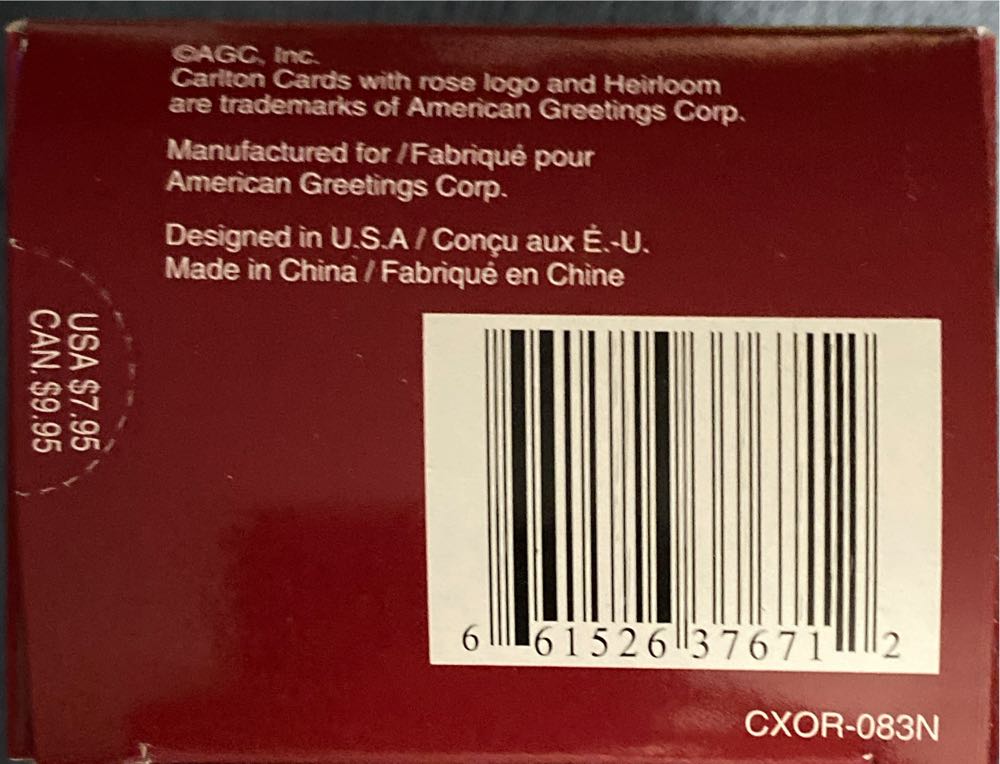 ©AGC, Inc.
Carlton Cards with rose logo and Heirloom
are trademarks of American Greetings Corp.
Manufactured for / Fabriqué pour
American Greetings Corp.
Designed in U.S.A / Conçu aux É.-U.
Made in China / Fabriqué en Chine
USA $7.95
CAN. $9.95
6 61526 37671 2
CXOR-083N